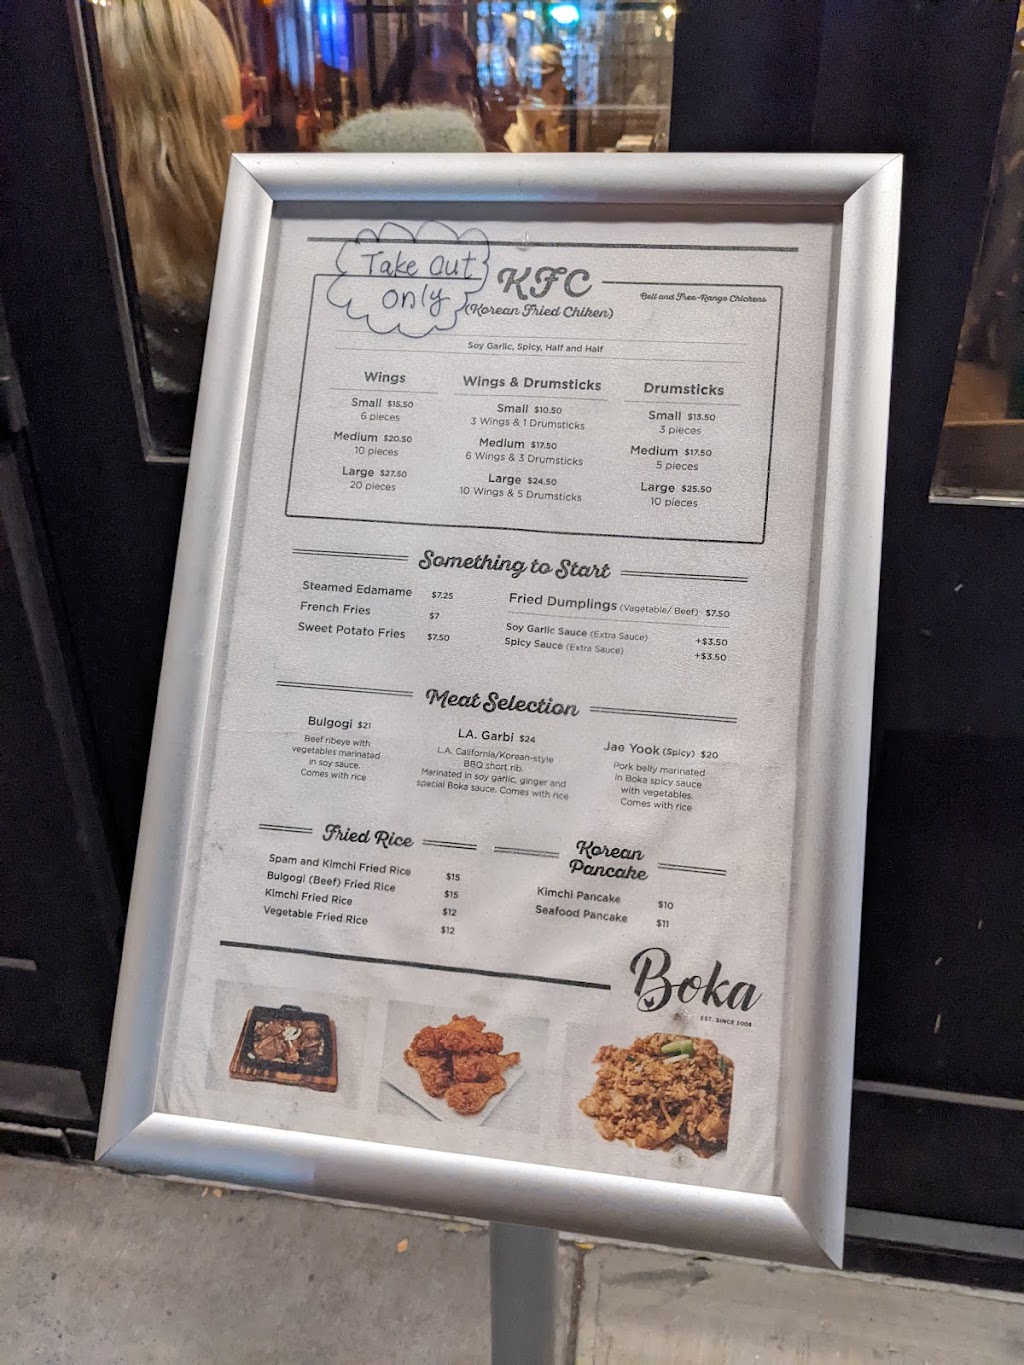 Take Out
only
KFC
(Korean Fried Chiken)
Bell and Free-Range Chickens
Soy Garlic, Spicy, Half and Half
Wings
Small $15.50
6 pieces
Medium $20.50
10 pieces
Large $27.50
20 pieces
Wings & Drumsticks
Small $10.50
3 Wings & 1 Drumsticks
Medium $17.50
6 Wings & 3 Drumsticks
Large $24.50
10 Wings & 5 Drumsticks
Drumsticks
Small $13.50
3 pieces
Medium $17.50
5 pieces
Large $25.50
10 pieces
Something to Start
Steamed Edamame $7.25
French Fries $7
Sweet Potato Fries $7.50
Fried Dumplings (Vagetable/ Beef) $7.50
Soy Garlic Sauce (Extra Sauce) +$3.50
Spicy Sauce (Extra Sauce) +$3.50
Meat Selection
Bulgogi $21
Beef ribeye with
vegetables marinated
in soy sauce.
Comes with rice
L.A. Garbi $24
L.A. California/Korean-style
BBQ short rib.
Marinated in soy garlic, ginger and
special Boka sauce. Comes with rice
Jae Yook (Spicy) $20
Pork belly marinated
in Boka spicy sauce
with vegetables.
Comes with rice
Fried Rice
Spam and Kimchi Fried Rice $15
Bulgogi (Beef) Fried Rice $15
Kimchi Fried Rice $12
Vegetable Fried Rice $12
Korean
Pancake
Kimchi Pancake $10
Seafood Pancake $11
Boka
EST. SINCE 2008